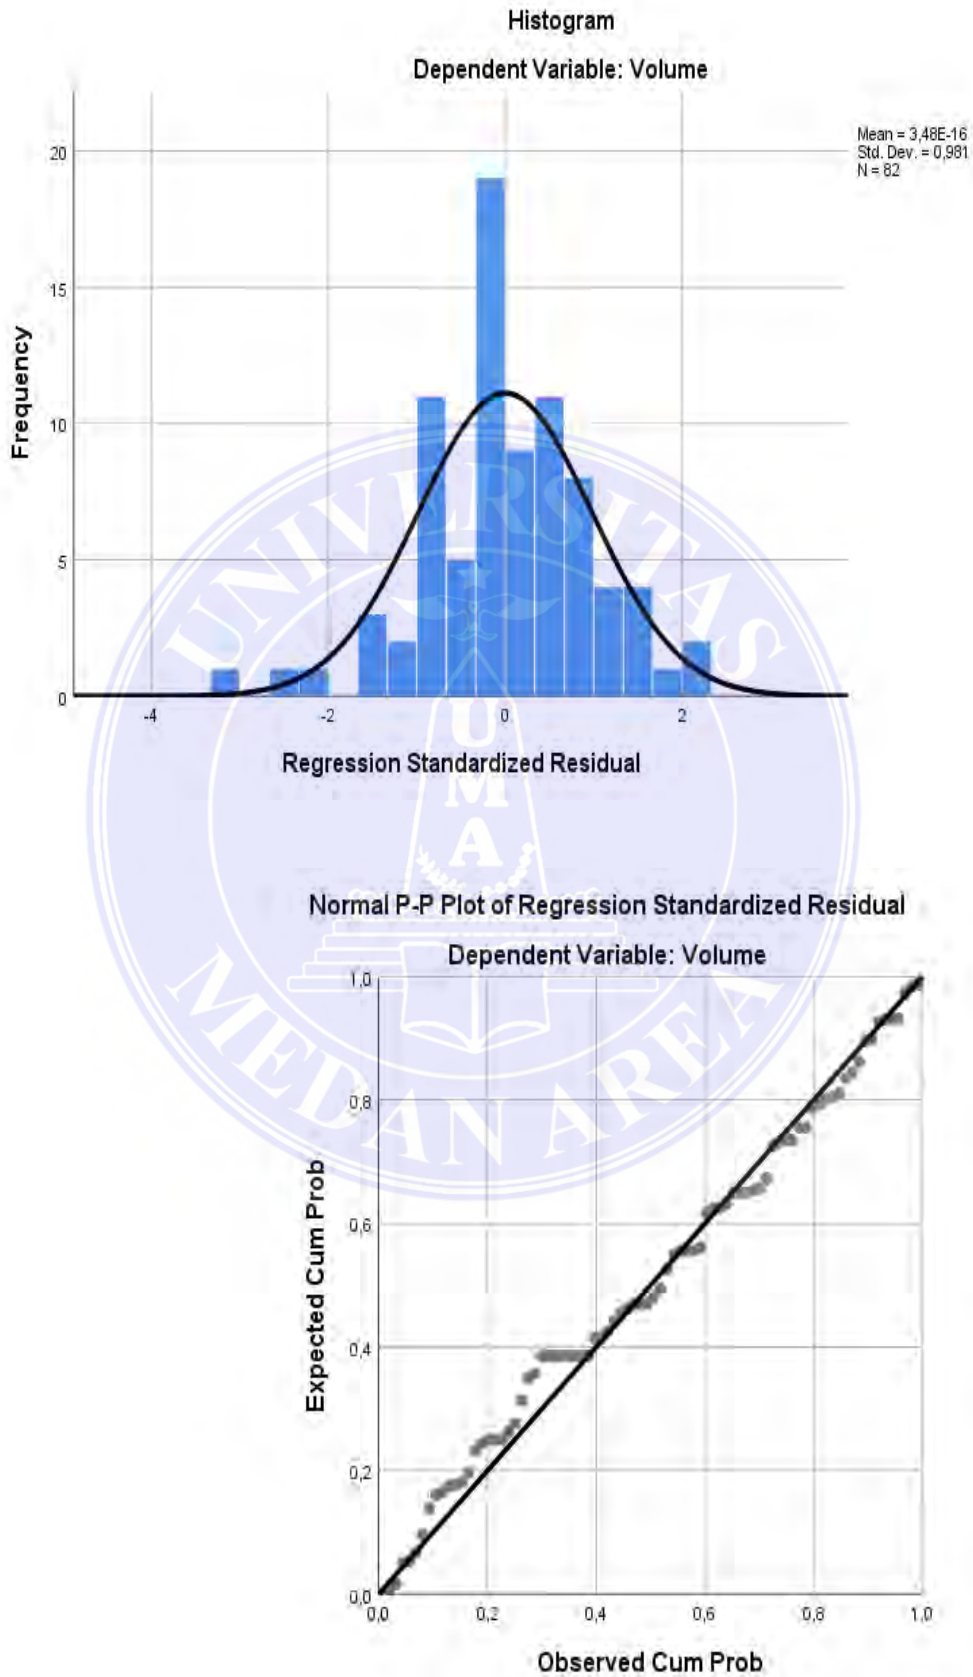 Histogram
Dependent Variable: Volume
Mean = 3,48E-16
Std. Dev. = 0,981
N = 82
20
15
10
5
0
Frequency
-4 -2 0 2
Regression Standardized Residual
UNIVERSITAS
U
M
A
MEDAN AREA
Normal P-P Plot of Regression Standardized Residual
Dependent Variable: Volume
1,0
0,8
0,6
0,4
0,2
0,0
Expected Cum Prob
0,0 0,2 0,4 0,6 0,8 1,0
Observed Cum Prob